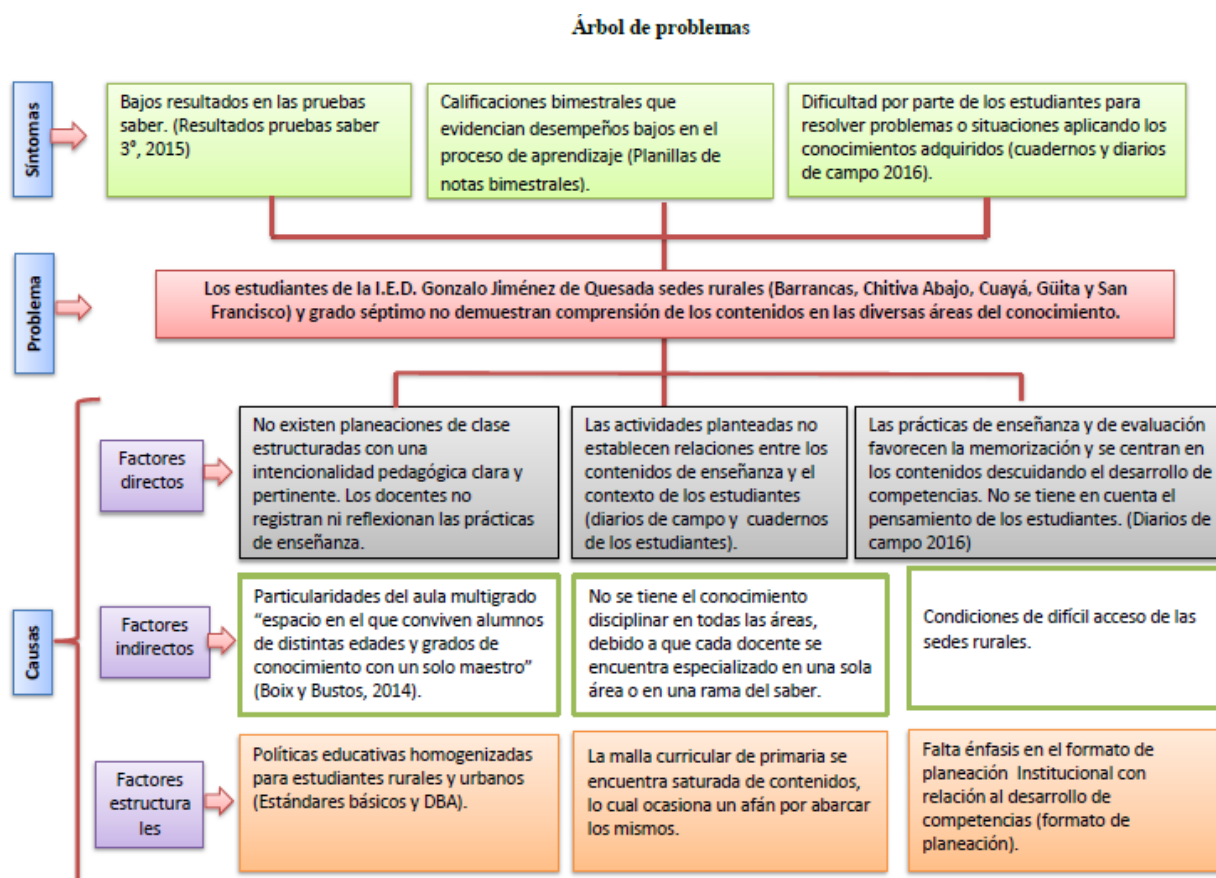 Árbol de problemas
Síntomas
Bajos resultados en las pruebas
saber. (Resultados pruebas saber
3°, 2015)
Calificaciones bimestrales que
evidencian desempeños bajos en el
proceso de aprendizaje (Planillas de
notas bimestrales).
Dificultad por parte de los estudiantes para
resolver problemas o situaciones aplicando los
conocimientos adquiridos (cuadernos y diarios
de campo 2016).
Problema
Los estudiantes de la I.E.D. Gonzalo Jiménez de Quesada sedes rurales (Barrancas, Chitiva Abajo, Cuayá, Güita y San
Francisco) y grado séptimo no demuestran comprensión de los contenidos en las diversas áreas del conocimiento.
Causas
Factores
directos
No existen planeaciones de clase
estructuradas con una
intencionalidad pedagógica clara y
pertinente. Los docentes no
registran ni reflexionan las prácticas
de enseñanza.
Las actividades planteadas no
establecen relaciones entre los
contenidos de enseñanza y el
contexto de los estudiantes
(diarios de campo y cuadernos
de los estudiantes).
Las prácticas de enseñanza y de evaluación
favorecen la memorización y se centran en
los contenidos descuidando el desarrollo de
competencias. No se tiene en cuenta el
pensamiento de los estudiantes. (Diarios de
campo 2016)
Factores
indirectos
Particularidades del aula multigrado
“espacio en el que conviven alumnos
de distintas edades y grados de
conocimiento con un solo maestro”
(Boix y Bustos, 2014).
No se tiene el conocimiento
disciplinar en todas las áreas,
debido a que cada docente se
encuentra especializado en una sola
área o en una rama del saber.
Condiciones de difícil acceso de las
sedes rurales.
Factores
estructura
les
Políticas educativas homogenizadas
para estudiantes rurales y urbanos
(Estándares básicos y DBA).
La malla curricular de primaria se
encuentra saturada de contenidos,
lo cual ocasiona un afán por abarcar
los mismos.
Falta énfasis en el formato de
planeación Institucional con
relación al desarrollo de
competencias (formato de
planeación).